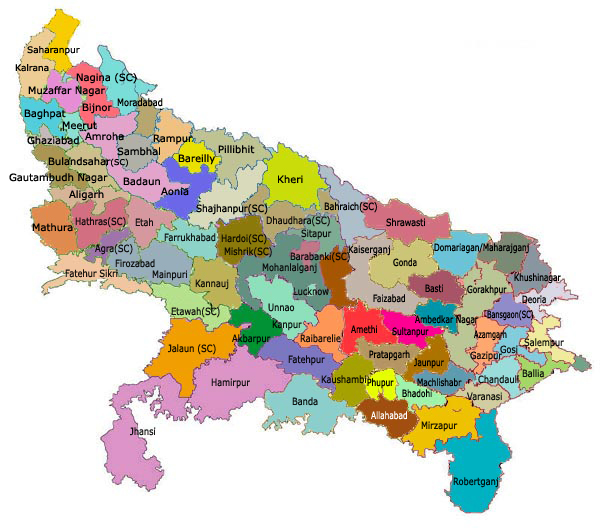 Saharanpur
Kalrana
Nagina (SC)
Muzaffar Nagar
Moradabad
Bijnor
Baghpat
Meerut
Rampur
Ghaziabad
Amroha
Sambhal
Bareilly
Pillibhit
Bulandsahar(SC)
Gautambudh Nagar
Badaun
Kheri
Aligarh
Aonla
Shajhanpur(SC)
Bahraich(SC)
Hathras(SC)
Etah
Dhaudhara(SC)
Shrawasti
Mathura
Farrukhabad
Hardoi(SC)
Sitapur
Agra(SC)
Mishrik(SC)
Barabanki(SC)
Kaiserganj
Domariagan/Maharajganj
Firozabad
Mohanlalganj
Gonda
Fatehur Sikri
Mainpuri
Kannauj
Lucknow
Basti
Gorakhpur
Khushinagar
Faizabad
Deoria
Etawah(SC)
Unnao
Ambedkar Nagar
Bansgaon(SC)
Kanpur
Amethi
Sultanpur
Azamgarh
Akbarpur
Raibarelie
Salempur
Jalaun (SC)
Gosi
Fatehpur
Pratapgarh
Jaunpur
Gazipur
Ballia
Hamirpur
Kaushambi
Phupur
Machlishabr
Chandauli
Bhadohi
Varanasi
Banda
Allahabad
Mirzapur
Jhansi
Robertganj